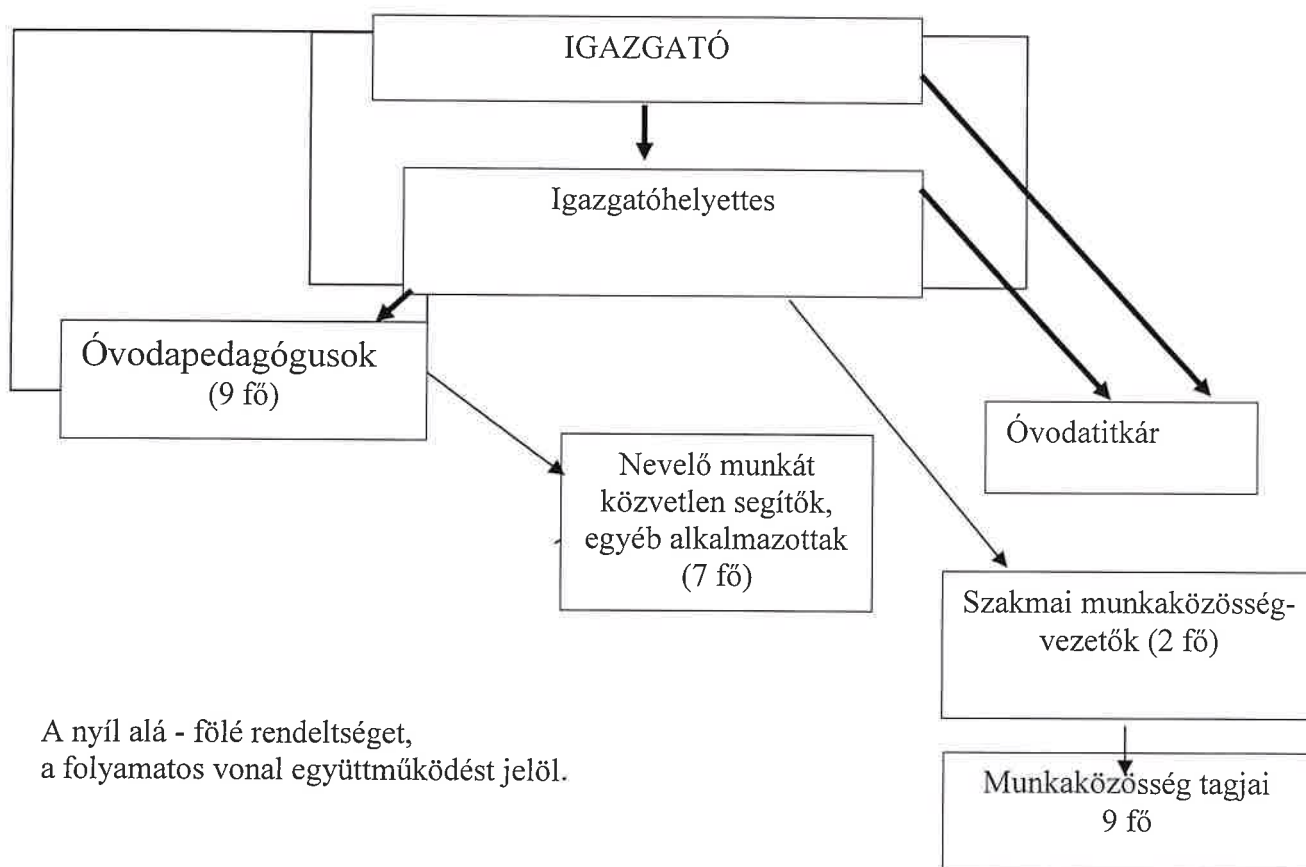 IGAZGATÓ
Igazgatóhelyettes
Óvodapedagógusok
(9 fő)
Óvodatitkár
Nevelő munkát
közvetlen segítők,
egyéb alkalmazottak
(7 fő)
Szakmai munkaközösség-
vezetők (2 fő)
A nyíl alá - fölé rendeltséget,
a folyamatos vonal együttműködést jelöl.
Munkaközösség tagjai
9 fő